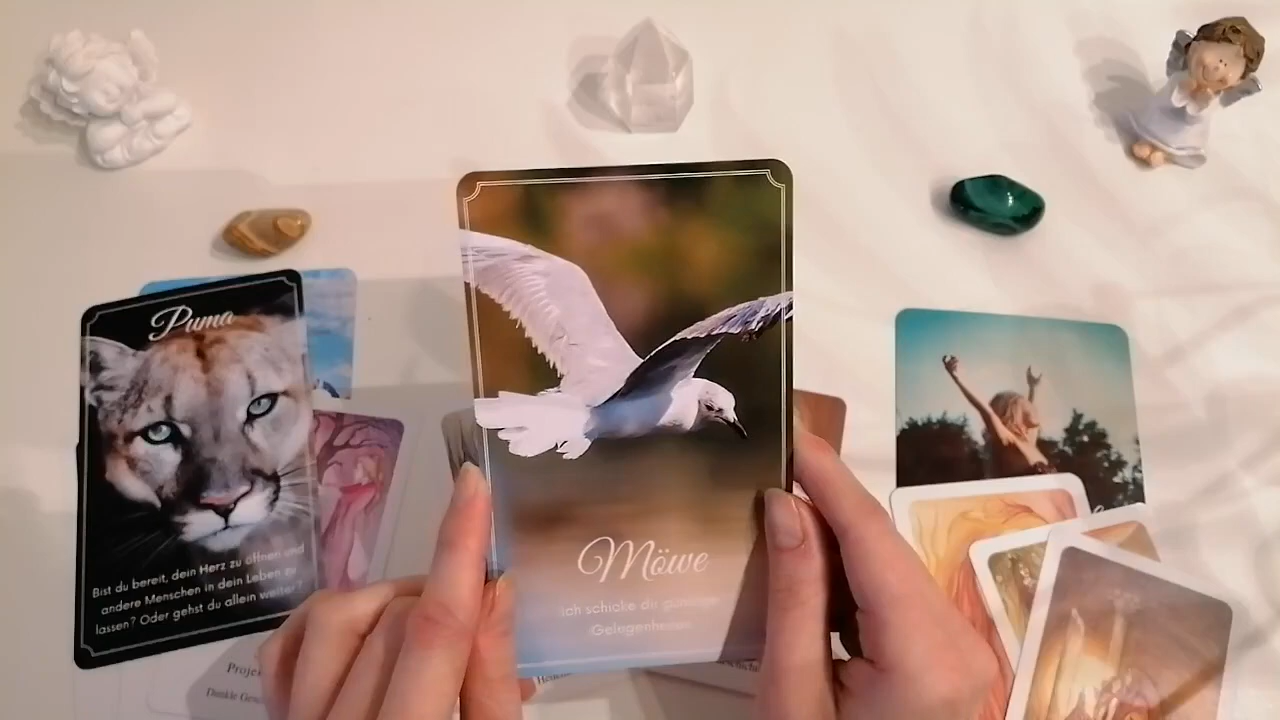 Puma
Bist du bereit, dein Herz zu öffnen und
andere Menschen in dein Leben zu
lassen? Oder gehst du allein weiter?
Möwe
Ich schicke dir günstige
Gelegenheiten